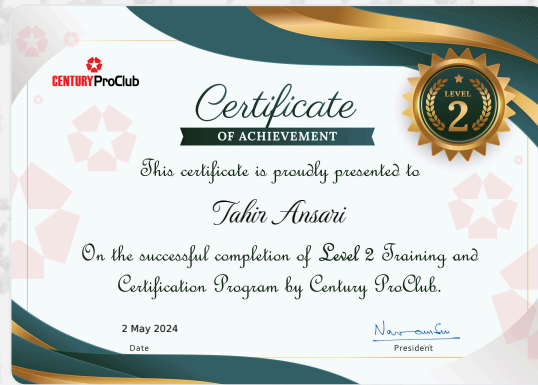 CENTURY ProClub
LEVEL
2
Certificate
OF ACHIEVEMENT
This certificate is proudly presented to
Tahir Ansari
On the successful completion of Level 2 Training and
Certification Program by Century ProClub.
2 May 2024
Date
President